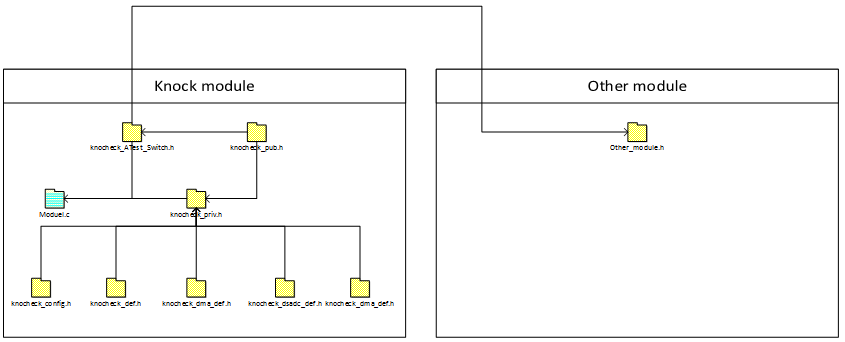 Knock module
Other module
knocheck_ATest_Switch.h
knocheck_pub.h
Other_module.h
Moduel.c
knocheck_priv.h
knocheck_config.h
knocheck_def.h
knocheck_dma_def.h
knocheck_dsadc_def.h
knocheck_dma_def.h